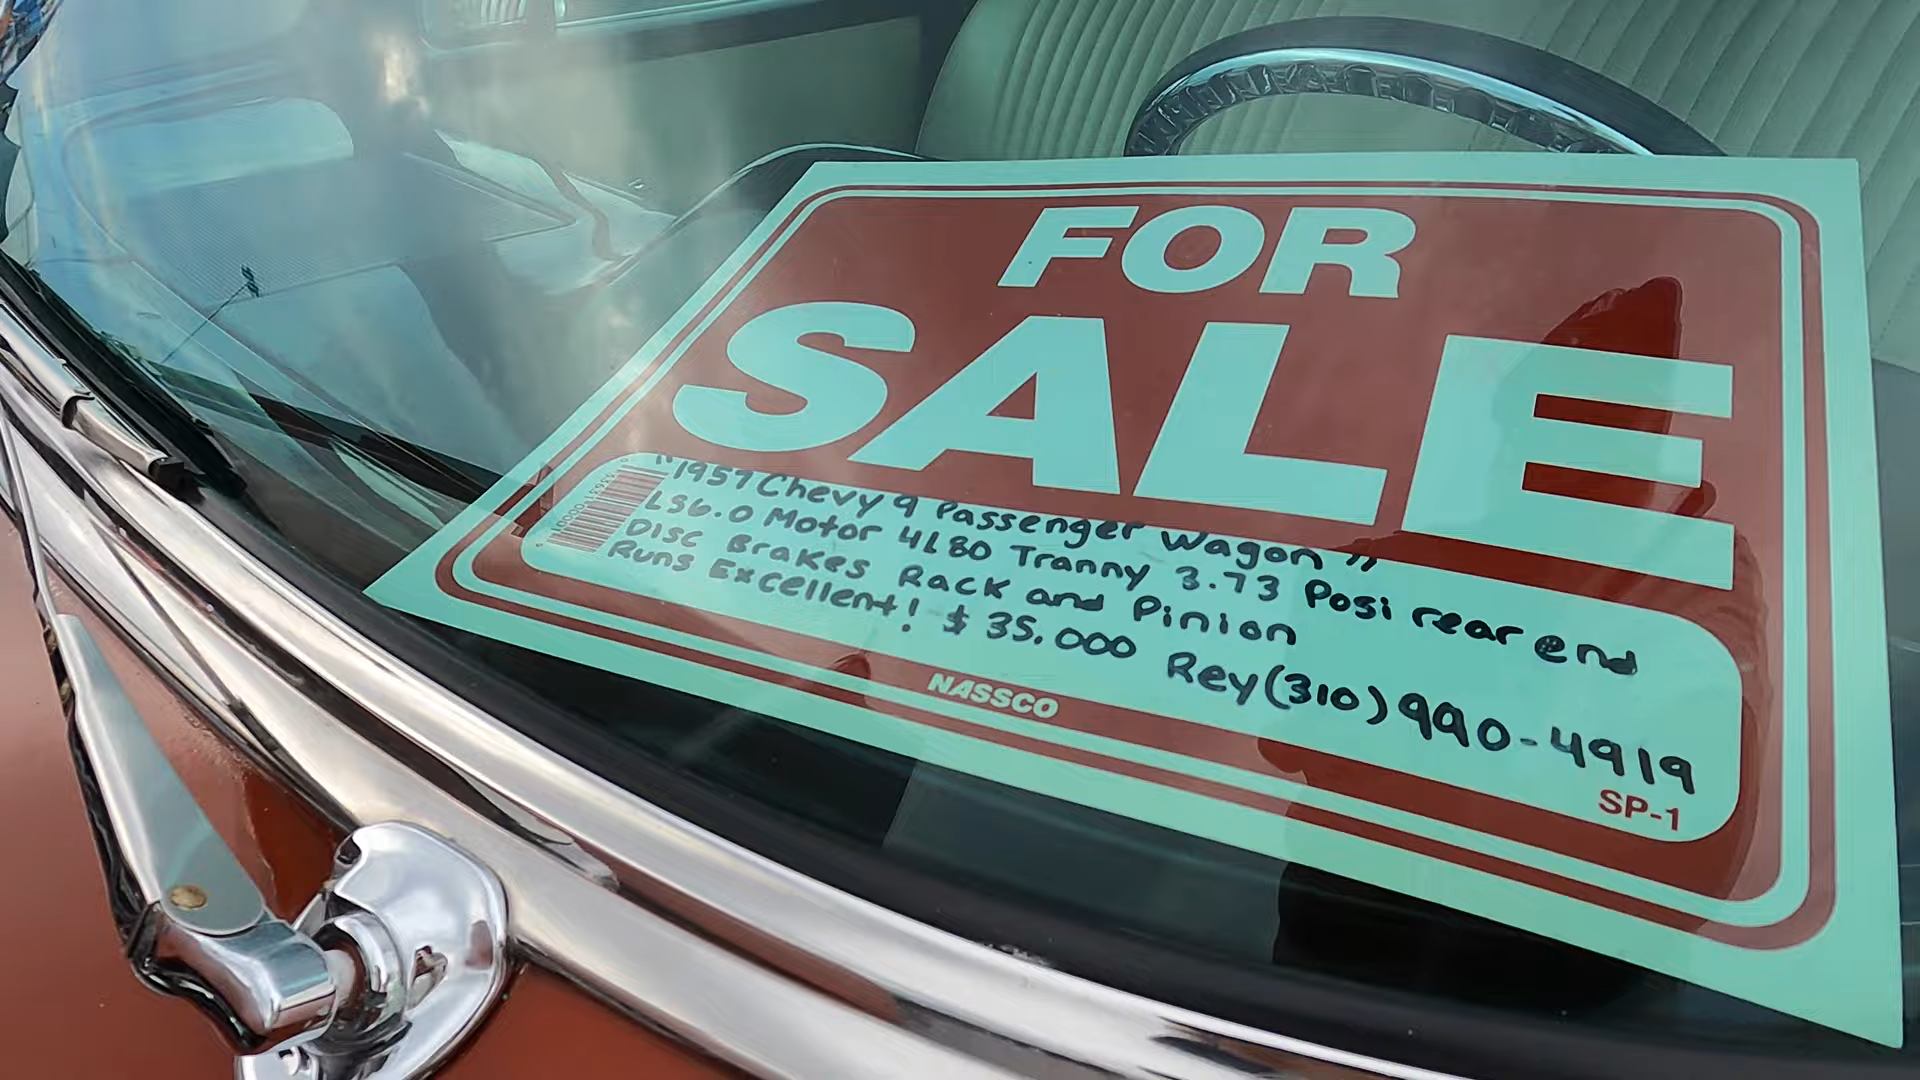 FOR
SALE
"1957 Chevy 9 Passenger Wagon"
LS6.0 Motor 4L80 Tranny 3.73 Posi rear end
Disc Brakes Rack and Pinion
Runs Excellent! $35.000 Rey (310) 990-4919
NASSCO
SP-1